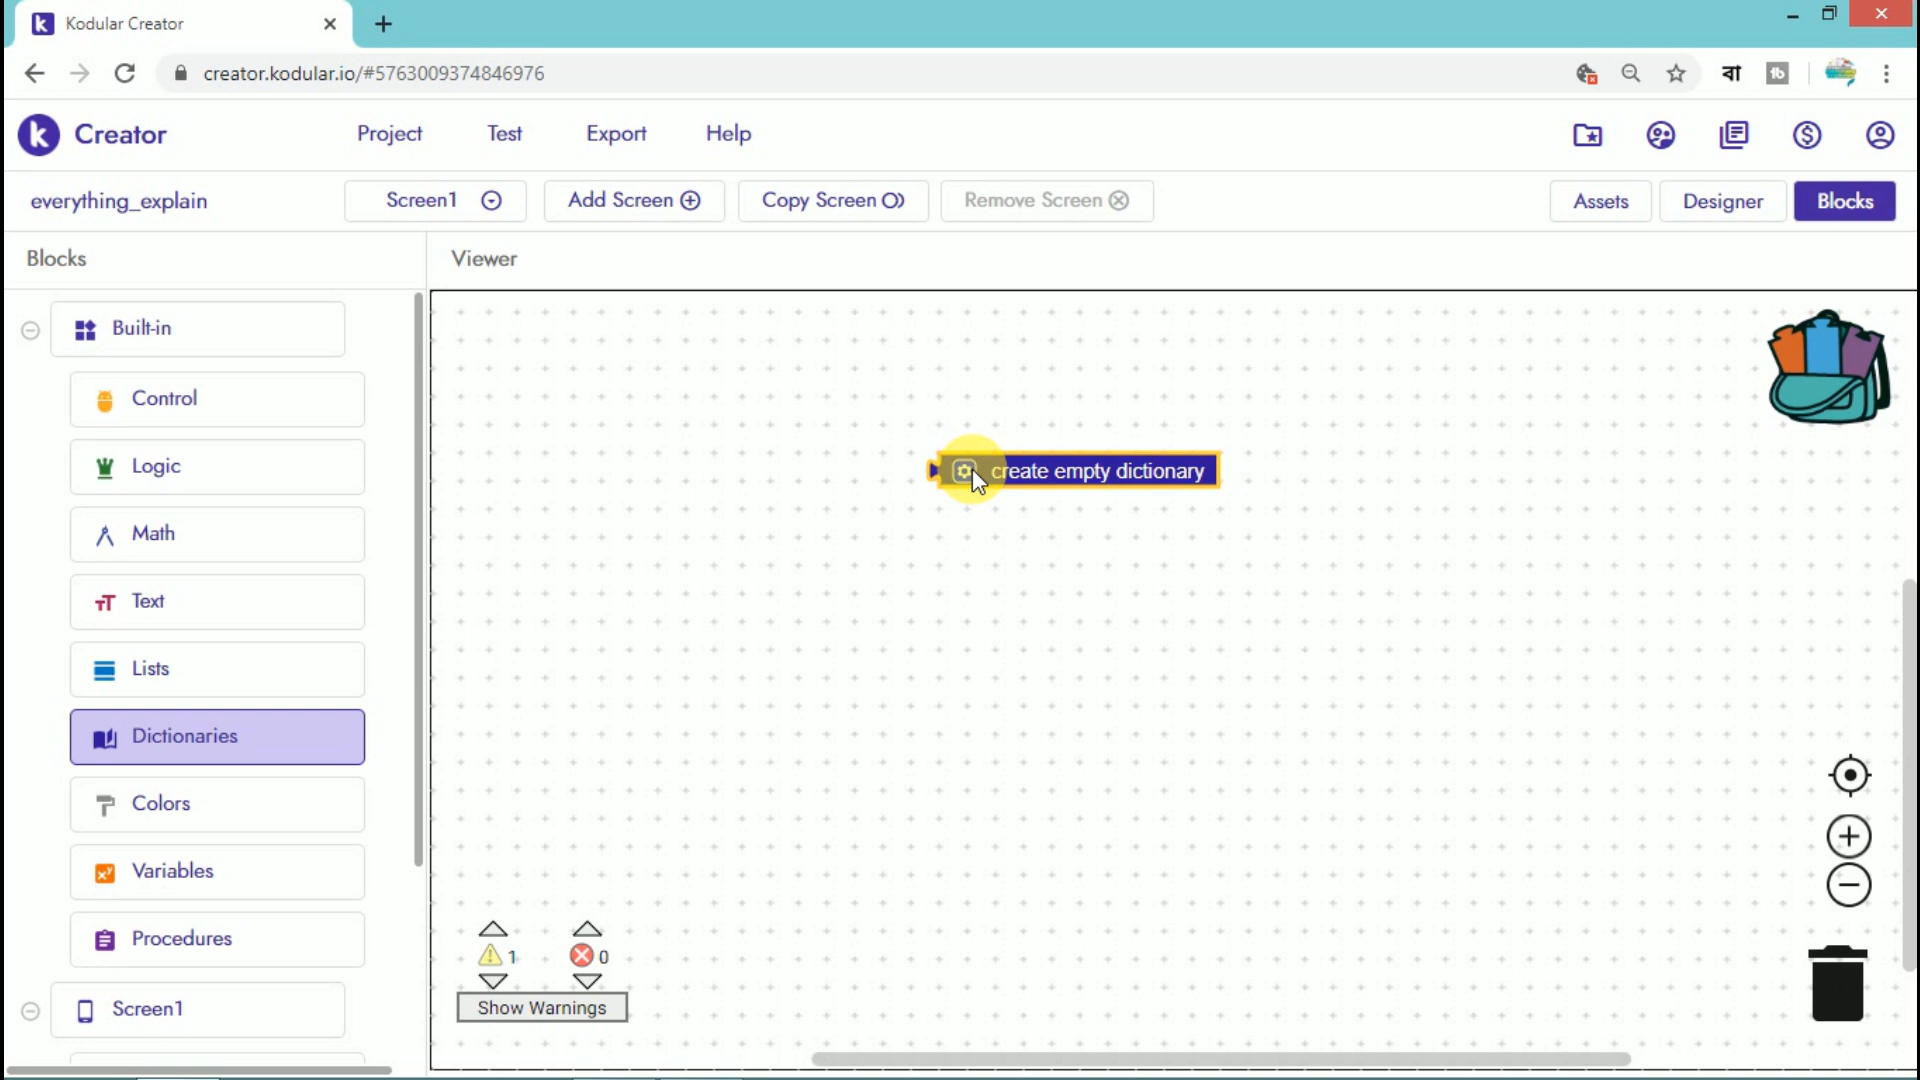 Kodular Creator
creator.kodular.io/#5763009374846976
বা
Creator
Project
Test
Export
Help
everything_explain
Screen1
Add Screen
Copy Screen
Remove Screen
Assets
Designer
Blocks
Blocks
Viewer
Built-in
Control
Logic
Math
Text
Lists
Dictionaries
Colors
Variables
Procedures
Screen1
create empty dictionary
1
0
Show Warnings